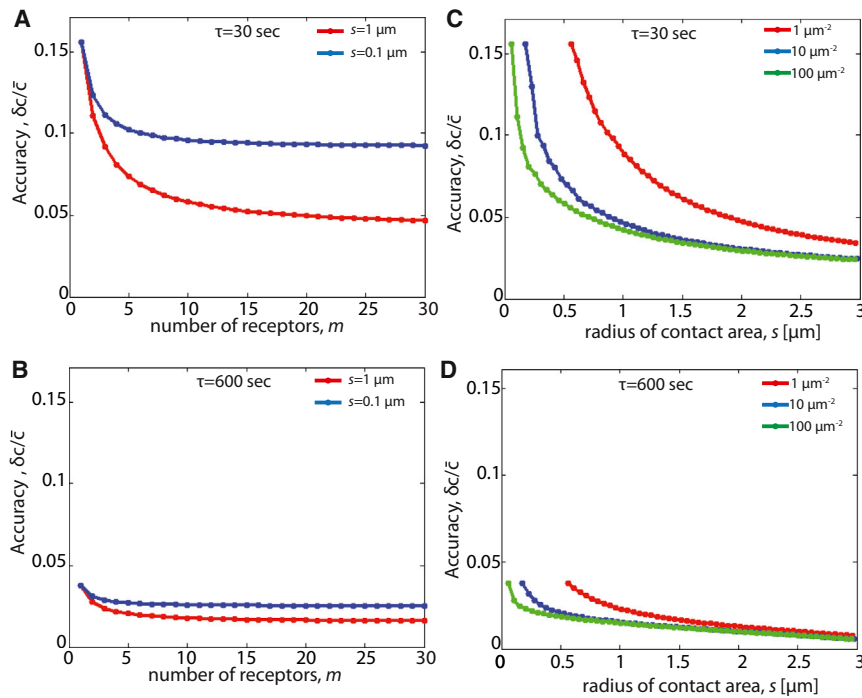 A
τ=30 sec
s=1 µm
s=0.1 µm
Accuracy , δc/c̄
0.15
0.1
0.05
0
0 5 10 15 20 25 30
number of receptors, m
B
τ=600 sec
s=1 µm
s=0.1 µm
Accuracy , δc/c̄
0.15
0.1
0.05
0
0 5 10 15 20 25 30
number of receptors, m
C
τ=30 sec
1 µm⁻²
10 µm⁻²
100 µm⁻²
Accuracy, δc/c̄
0.15
0.1
0.05
0
0 0.5 1 1.5 2 2.5 3
radius of contact area, s [µm]
D
τ=600 sec
1 µm⁻²
10 µm⁻²
100 µm⁻²
Accuracy, δc/c̄
0.15
0.1
0.05
0
0 0.5 1 1.5 2 2.5 3
radius of contact area, s [µm]